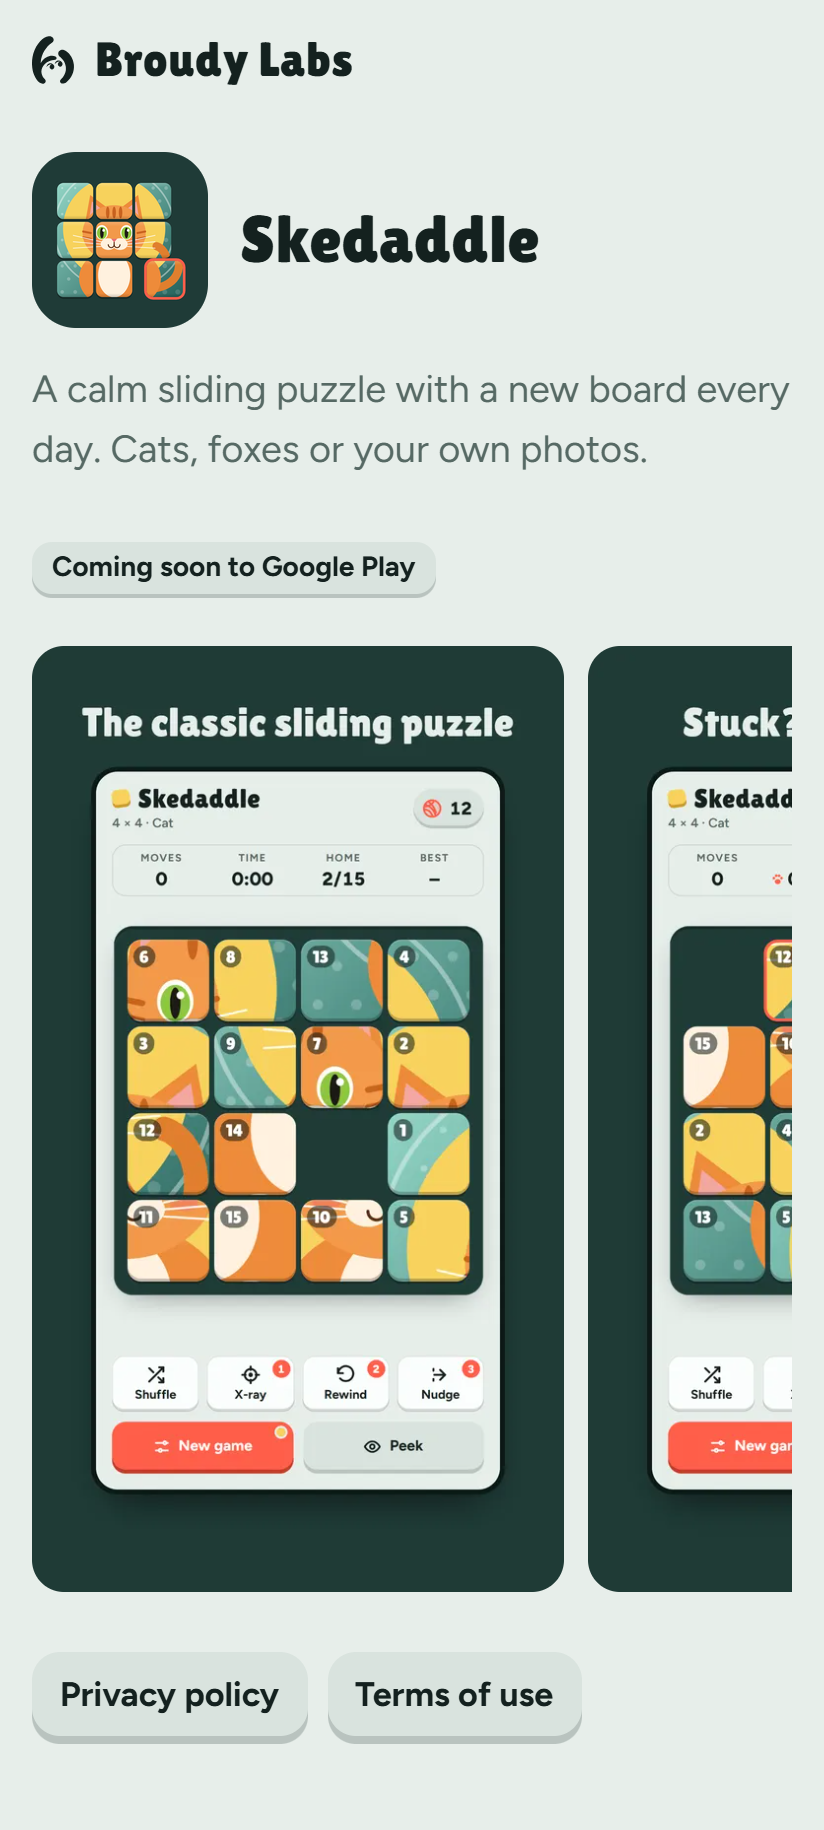 Broudy Labs
Skedaddle
A calm sliding puzzle with a new board every
day. Cats, foxes or your own photos.
Coming soon to Google Play
The classic sliding puzzle
Skedaddle
12
4 × 4 · Cat
MOVES TIME HOME BEST
0 0:00 2/15 –
6 8 13 4
3 9 7 2
12 14 1
11 15 10 5
Shuffle X-ray 1 Rewind 2 Nudge 3
New game Peek
Stuck?
4 × 4 · Cat
MOVES
0
12
15
2 4
13 5
Shuffle
Privacy policy Terms of use